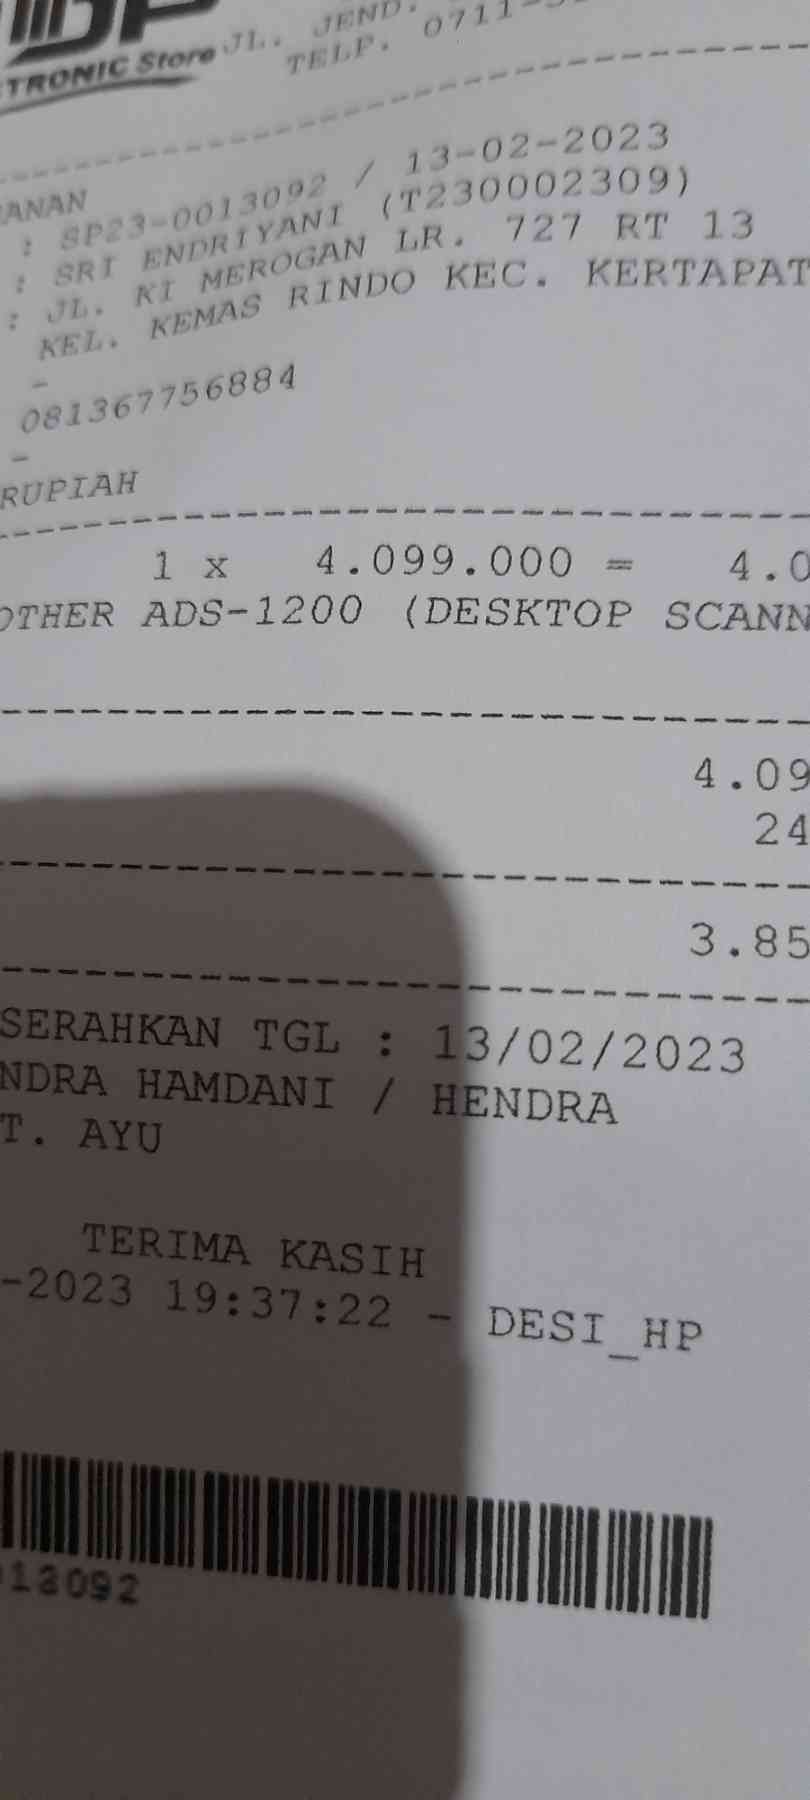 TRONIC Store JL. JEND.
TELP. 0711-
ANAN
: SP23-0013092 / 13-02-2023
: SRI ENDRIYANI (T230002309)
: JL. KI MEROGAN LR. 727 RT 13
KEL. KEMAS RINDO KEC. KERTAPAT
-
081367756884
-
RUPIAH
1 x 4.099.000 = 4.0
OTHER ADS-1200 (DESKTOP SCANN
4.09
24
3.85
SERAHKAN TGL : 13/02/2023
NDRA HAMDANI / HENDRA
T. AYU
TERIMA KASIH
-2023 19:37:22 - DESI_HP
13092